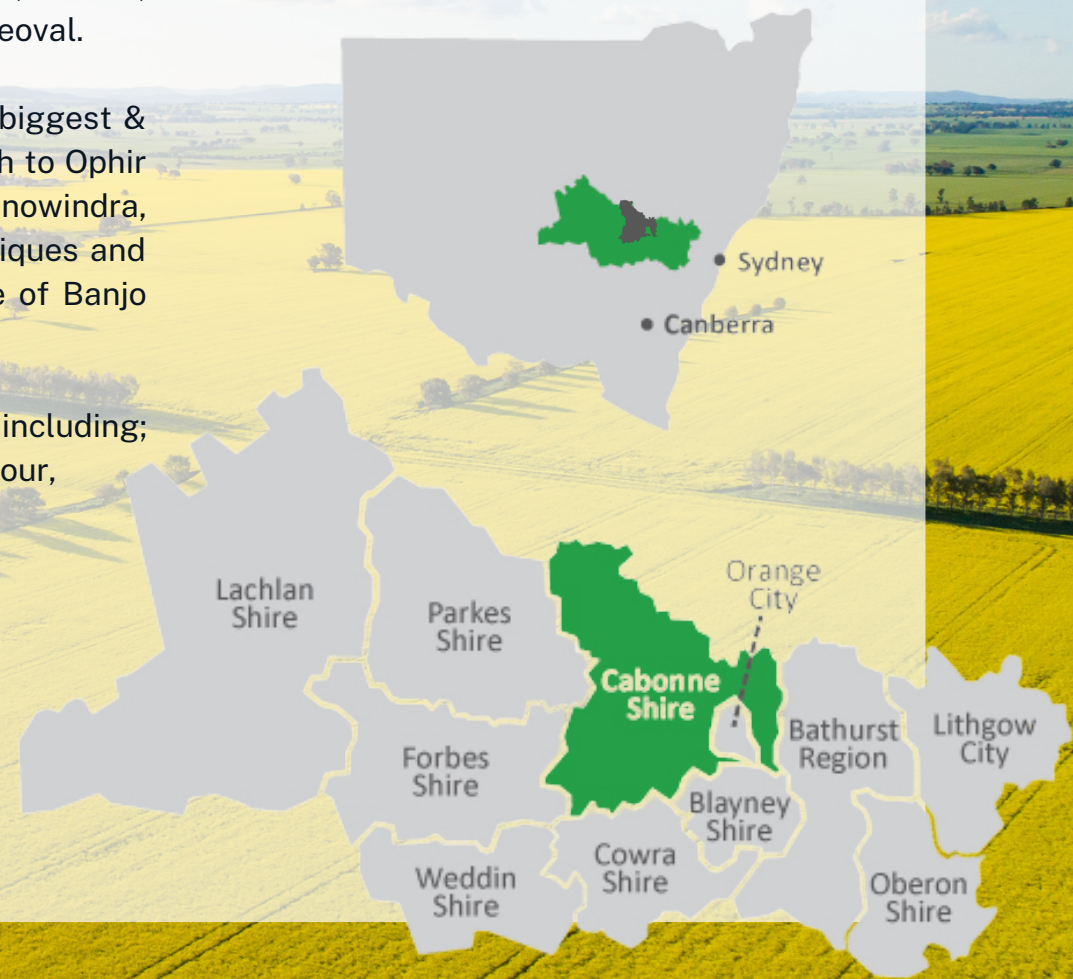 eoval.
biggest &
h to Ophir
nowindra,
iques and
e of Banjo
including;
our,
Sydney
Canberra
Orange
City
Lachlan
Shire
Parkes
Shire
Cabonne
Shire
Bathurst
Region
Lithgow
City
Forbes
Shire
Blayney
Shire
Cowra
Shire
Weddin
Shire
Oberon
Shire